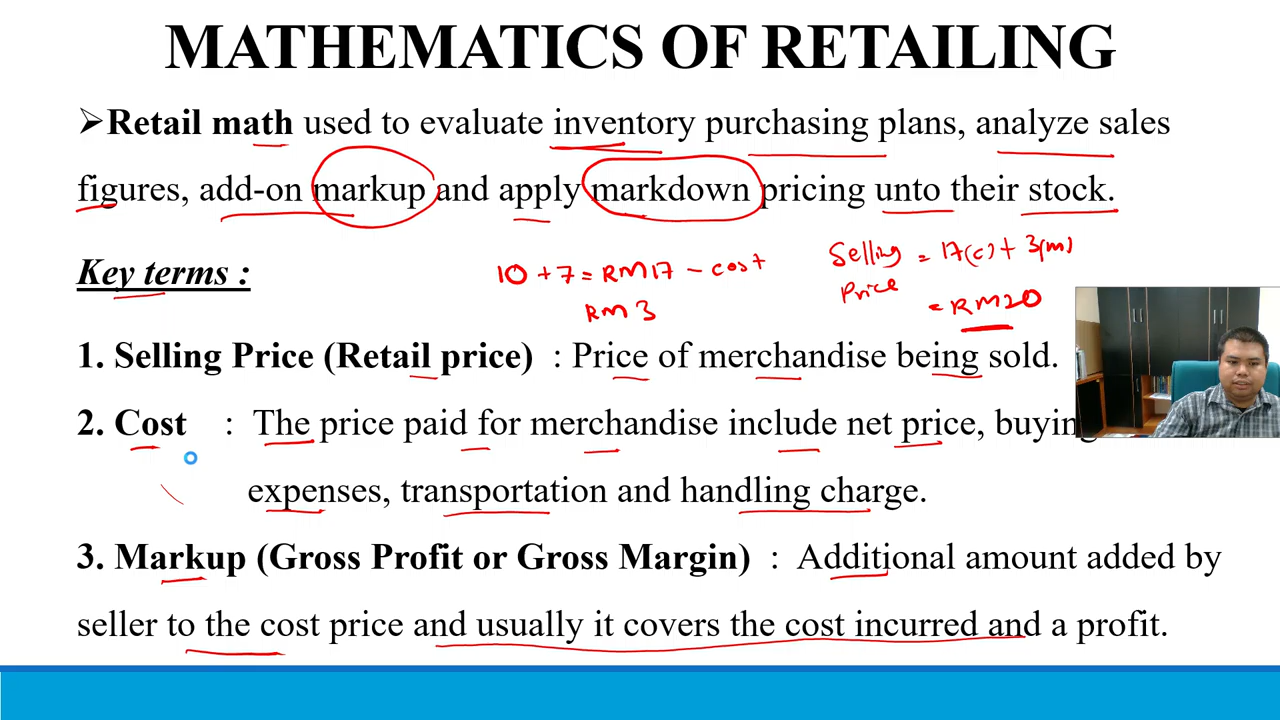 MATHEMATICS OF RETAILING
➢Retail math used to evaluate inventory purchasing plans, analyze sales
figures, add-on markup and apply markdown pricing unto their stock.
Key terms :
10 + 7 = RM17 - cost
RM 3
Selling Price = 17(c) + 3(m)
= RM20
1. Selling Price (Retail price) : Price of merchandise being sold.
2. Cost : The price paid for merchandise include net price, buying
expenses, transportation and handling charge.
3. Markup (Gross Profit or Gross Margin) : Additional amount added by
seller to the cost price and usually it covers the cost incurred and a profit.